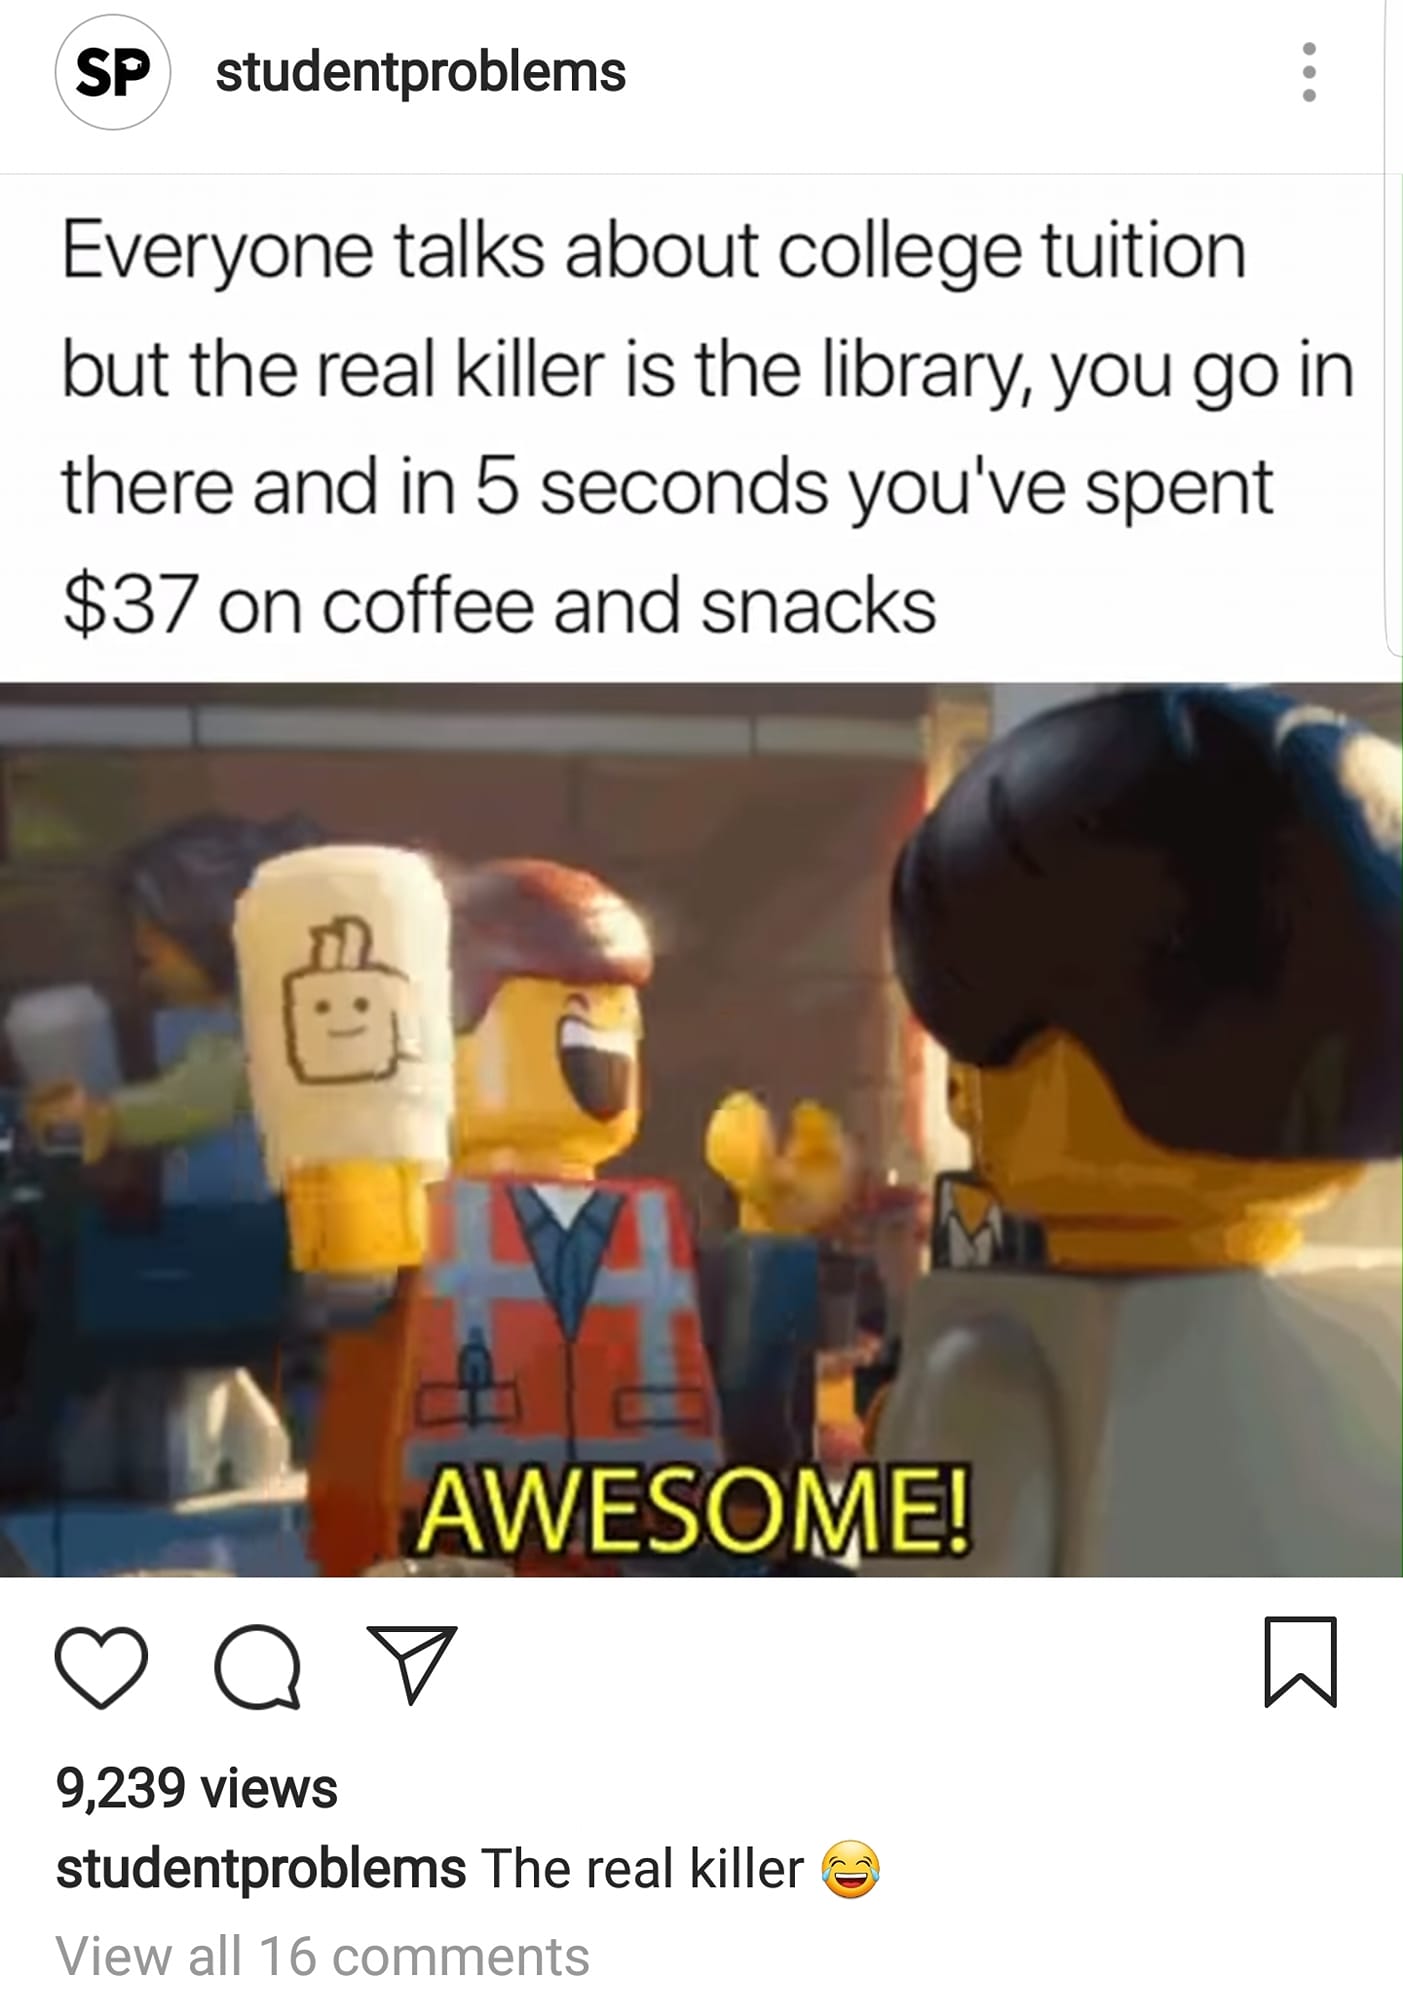 SP
studentproblems
Everyone talks about college tuition
but the real killer is the library, you go in
there and in 5 seconds you've spent
$37 on coffee and snacks
AWESOME!
9,239 views
studentproblems The real killer 😂
View all 16 comments